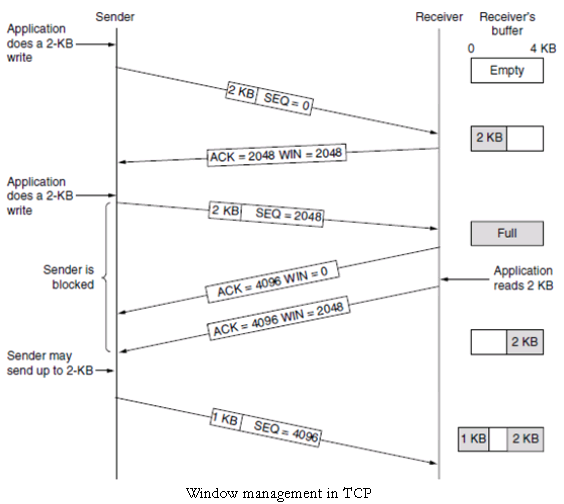 Sender
Receiver
Receiver's
buffer
0
4 KB
Application
does a 2-KB
write
Empty
2 KB
SEQ = 0
2 KB
ACK = 2048 WIN = 2048
Application
does a 2-KB
write
2 KB
SEQ = 2048
Full
Sender is
blocked
Application
reads 2 KB
ACK = 4096 WIN = 0
ACK = 4096 WIN = 2048
2 KB
Sender may
send up to 2-KB
1 KB
SEQ = 4096
1 KB
2 KB
Window management in TCP